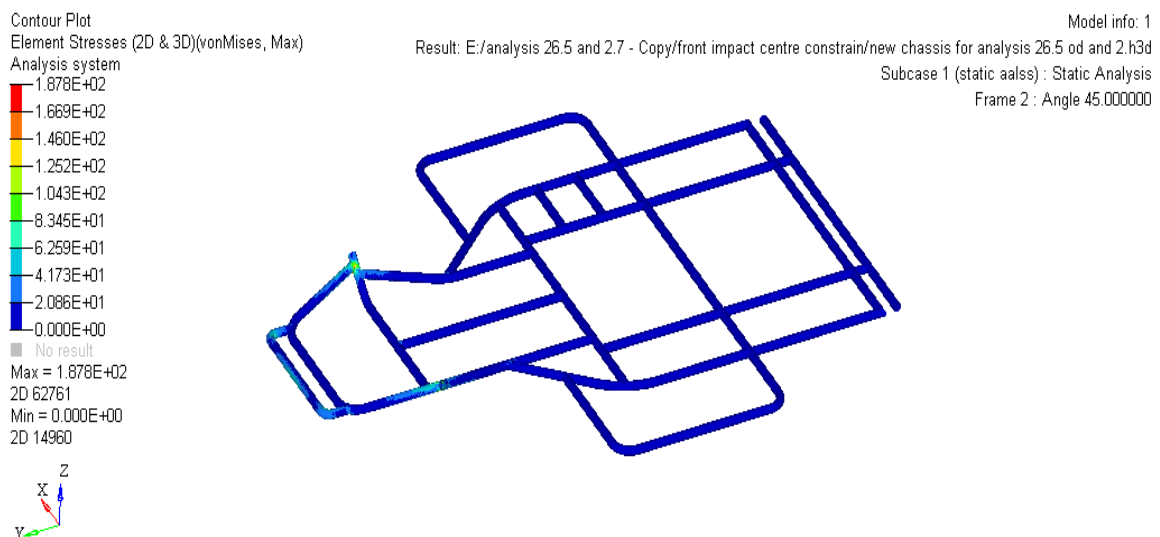 Contour Plot
Element Stresses (2D & 3D)(vonMises, Max)
Analysis system
1.878E+02
1.669E+02
1.460E+02
1.252E+02
1.043E+02
8.345E+01
6.259E+01
4.173E+01
2.086E+01
0.000E+00
No result
Max = 1.878E+02
2D 62761
Min = 0.000E+00
2D 14960
Model info: 1
Result: E:/analysis 26.5 and 2.7 - Copy/front impact centre constrain/new chassis for analysis 26.5 od and 2.h3d
Subcase 1 (static aalss) : Static Analysis
Frame 2 : Angle 45.000000
Z
X
Y